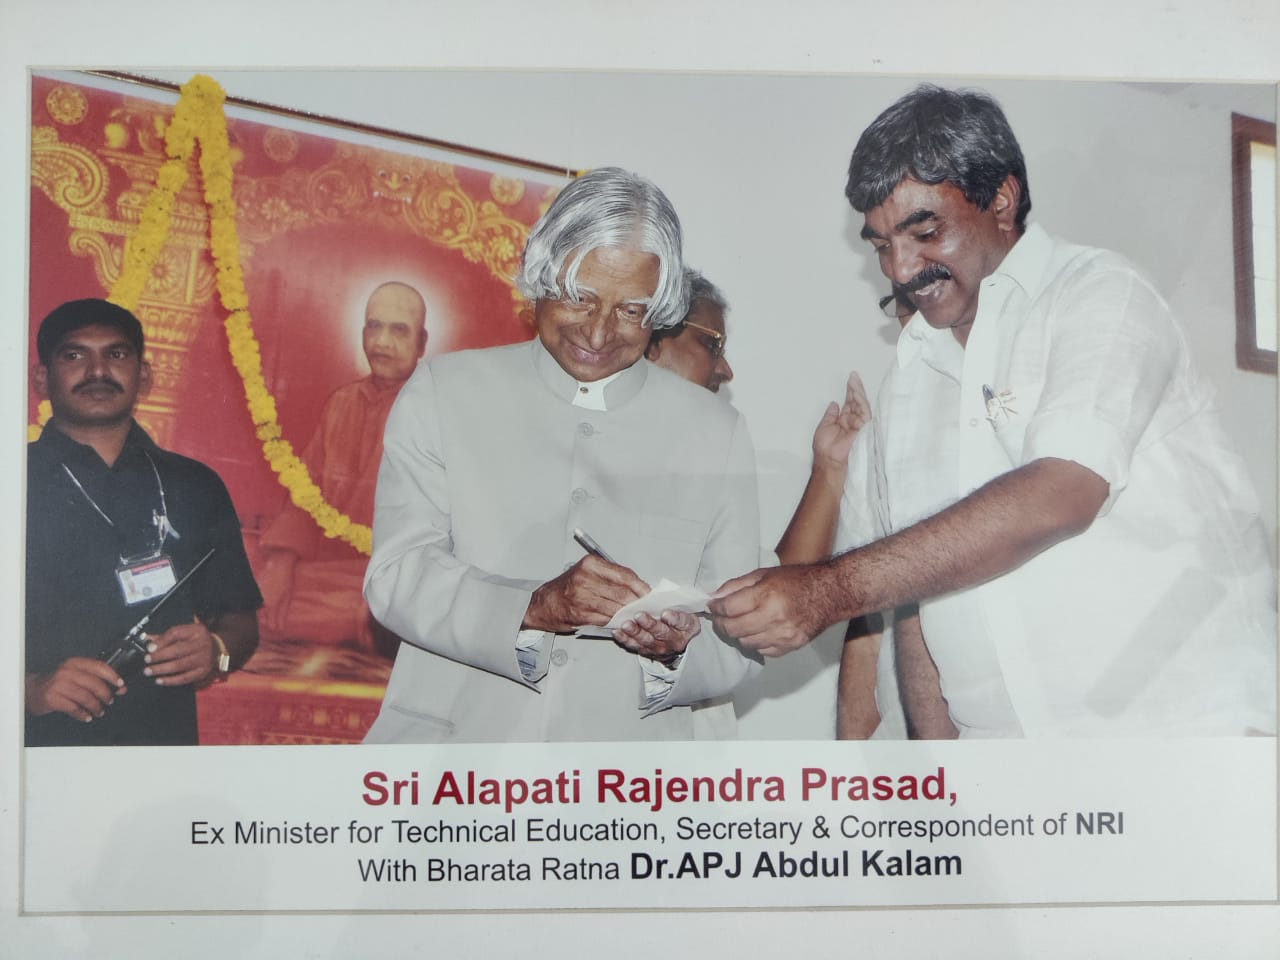 Sri Alapati Rajendra Prasad,
Ex Minister for Technical Education, Secretary & Correspondent of NRI
With Bharata Ratna Dr.APJ Abdul Kalam